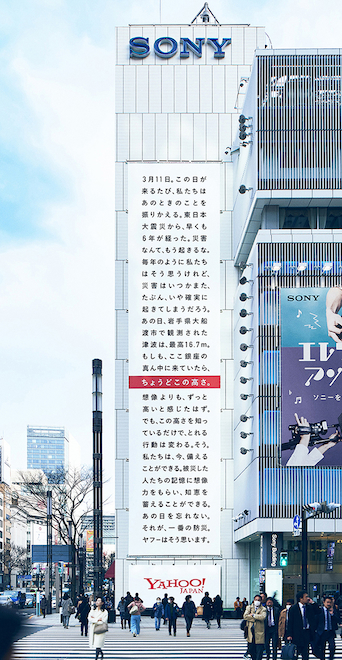 SONY
3月11日。この日が
来るたび、私たちは
あのときのことを
振りかえる。東日本
大震災から、早くも
6年が経った。災害
なんて、もう起きるな。
毎年のように私たち
はそう思うけれど、
災害はいつかまた、
たぶん、いや確実に
起きてしまうだろう。
あの日、岩手県大船
渡市で観測された
津波は、最高16.7m。
もしも、ここ銀座の
真ん中に来ていたら、
ちょうどこの高さ。
想像よりも、ずっと
高いと感じたはず。
でも、この高さを知っ
ているだけで、とれる
行動は変わる。そう。
私たちは、今、備える
ことができる。被災した
人たちの記憶に想像
力をもらい、知恵を
蓄えることができる。
あの日を忘れない。
それが、一番の防災。
ヤフーはそう思います。
YAHOO!
JAPAN
SONY
ソニーを
Sony Building